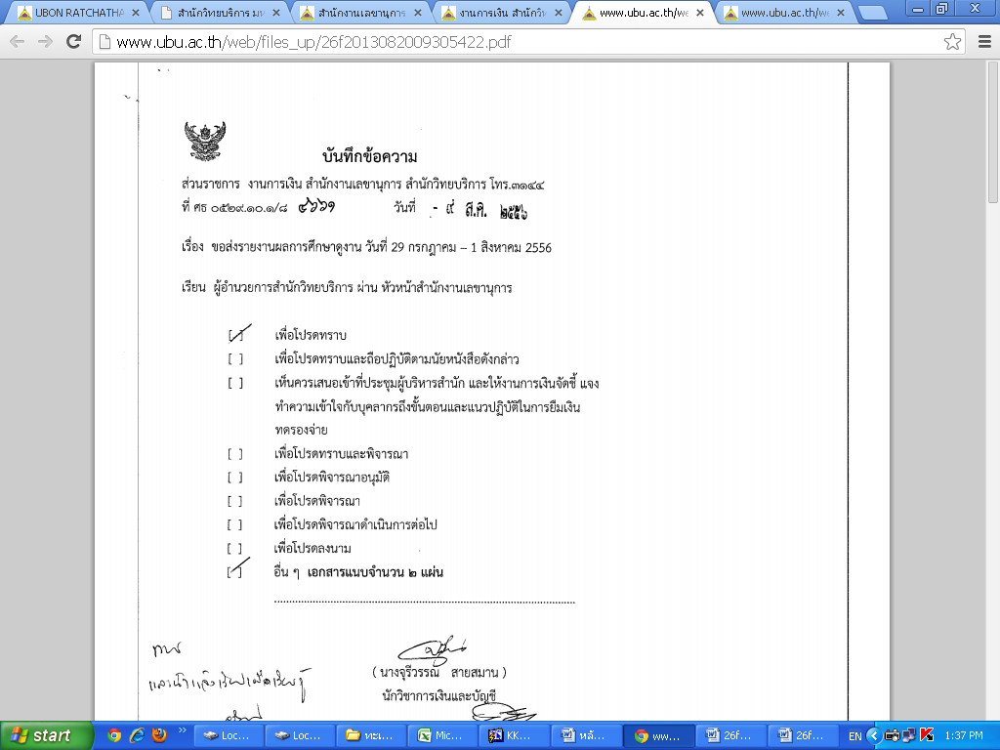 UBON RATCHATHA
สำนักวิทยบริการ มห
สำนักงานเลขานุการ
งานการเงิน สำนักวิท
www.ubu.ac.th/we
www.ubu.ac.th/we
www.ubu.ac.th/web/files_up/26f2013082009305422.pdf
บันทึกข้อความ
ส่วนราชการ งานการเงิน สำนักงานเลขานุการ สำนักวิทยบริการ โทร.๓๑๔๔
ที่ ศธ ๐๕๒๙.๑๐.๑/๘ วันที่ - ๙ ส.ค. ๒๕๕๖
เรื่อง ขอส่งรายงานผลการศึกษาดูงาน วันที่ 29 กรกฎาคม – 1 สิงหาคม 2556
เรียน ผู้อำนวยการสำนักวิทยบริการ ผ่าน หัวหน้าสำนักงานเลขานุการ
[/] เพื่อโปรดทราบ
[ ] เพื่อโปรดทราบและถือปฏิบัติตามนัยหนังสือดังกล่าว
[ ] เห็นควรเสนอเข้าที่ประชุมผู้บริหารสำนัก และให้งานการเงินจัดชี้ แจง
ทำความเข้าใจกับบุคลากรถึงขั้นตอนและแนวปฏิบัติในการยืมเงิน
ทดรองจ่าย
[ ] เพื่อโปรดทราบและพิจารณา
[ ] เพื่อโปรดพิจารณาอนุมัติ
[ ] เพื่อโปรดพิจารณา
[ ] เพื่อโปรดพิจารณาดำเนินการต่อไป
[ ] เพื่อโปรดลงนาม
[/] อื่น ๆ เอกสารแนบจำนวน ๒ แผ่น
ทราบ
( นางจุรีวรรณ สายสมาน )
นักวิชาการเงินและบัญชี
start
Loc...
Loc...
ทะเ...
Mic...
KK...
หลั...
ww...
26f...
26f...
EN
1:37 PM